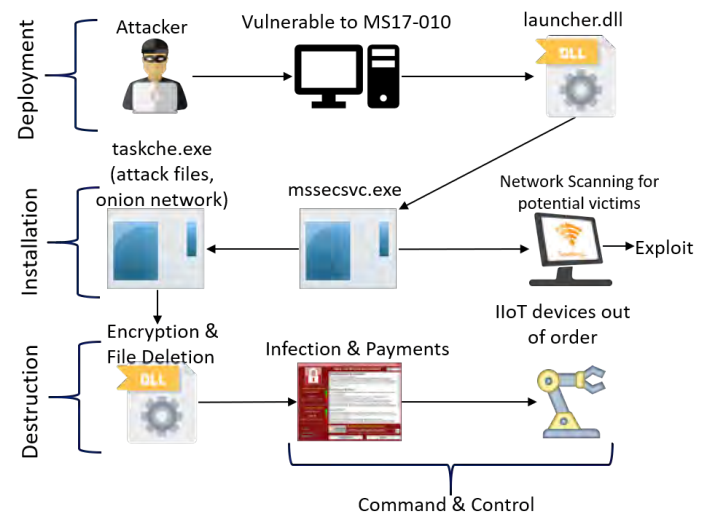 Deployment
Attacker
Vulnerable to MS17-010
launcher.dll
DLL
Installation
taskche.exe
(attack files,
onion network)
mssecsvc.exe
Network Scanning for
potential victims
Exploit
Destruction
Encryption &
File Deletion
DLL
Infection & Payments
IIoT devices out
of order
Command & Control